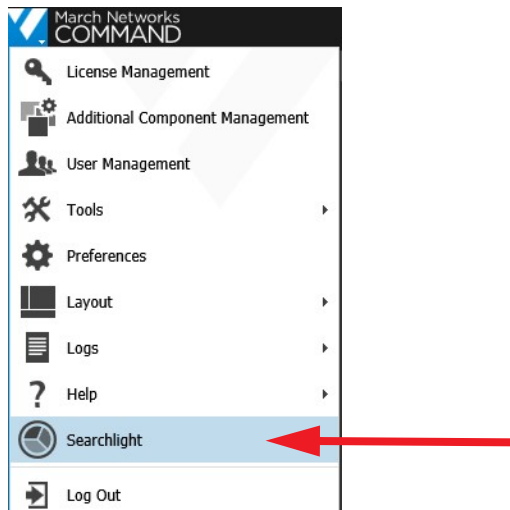 March Networks
COMMAND
License Management
Additional Component Management
User Management
Tools
Preferences
Layout
Logs
Help
Searchlight
Log Out